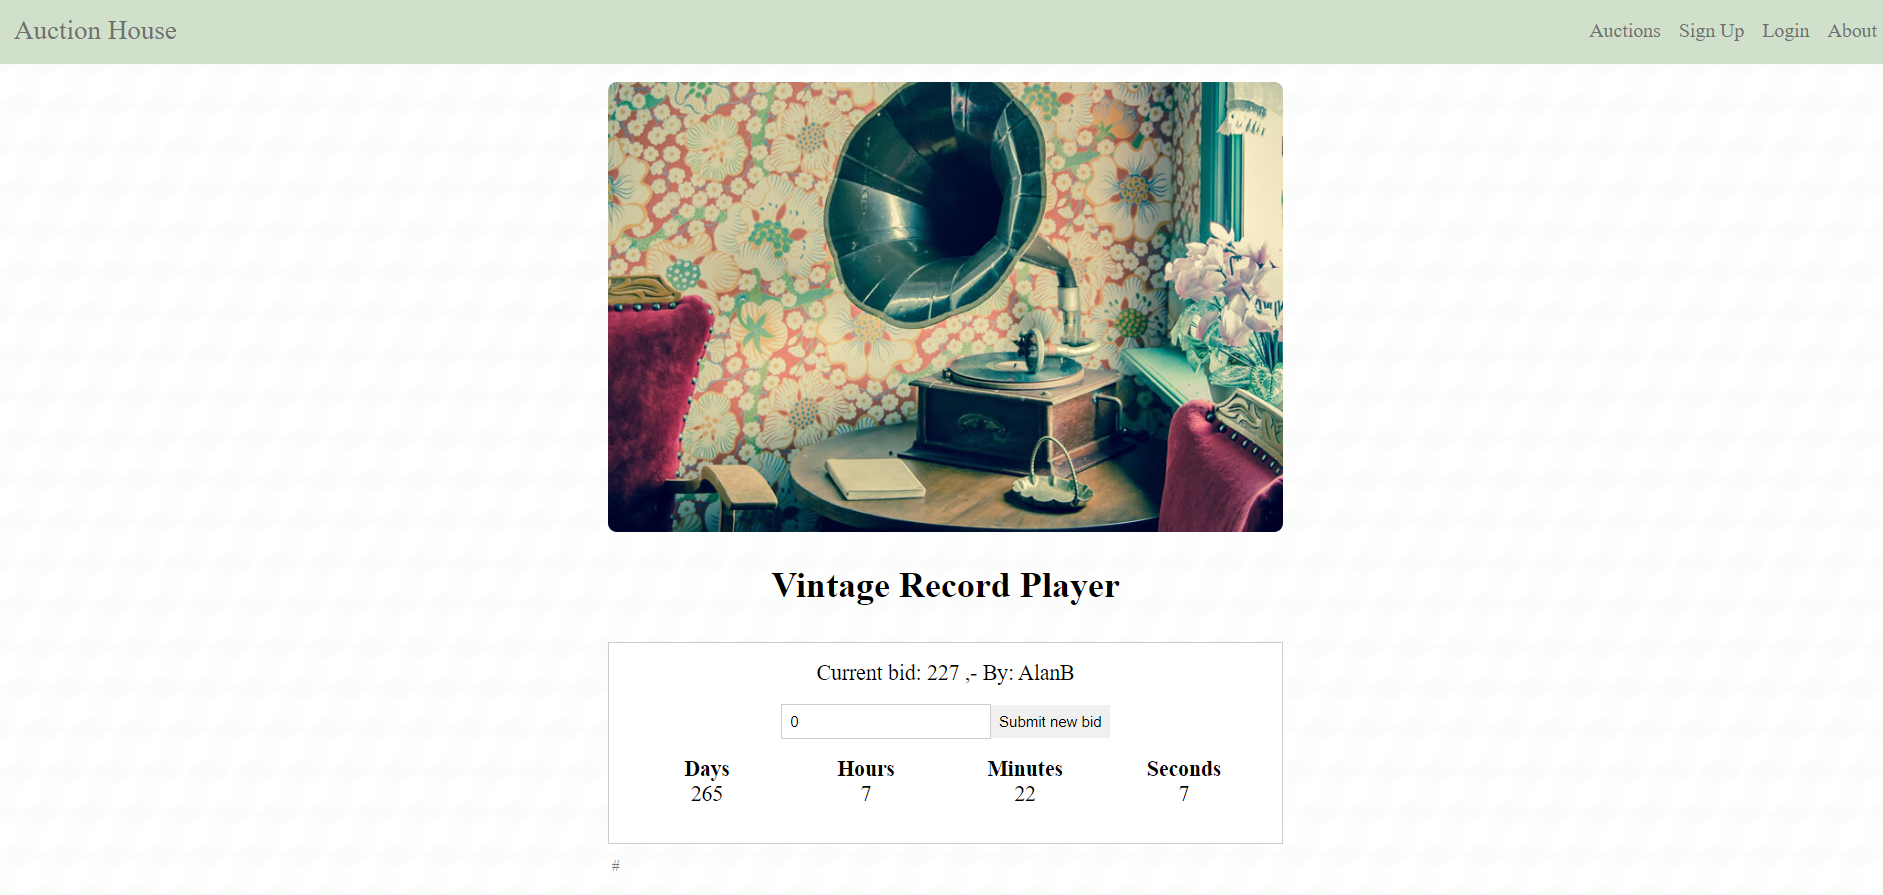 Auction House
Auctions Sign Up Login About
Vintage Record Player
Current bid: 227 ,- By: AlanB
0 Submit new bid
Days Hours Minutes Seconds
265 7 22 7
#